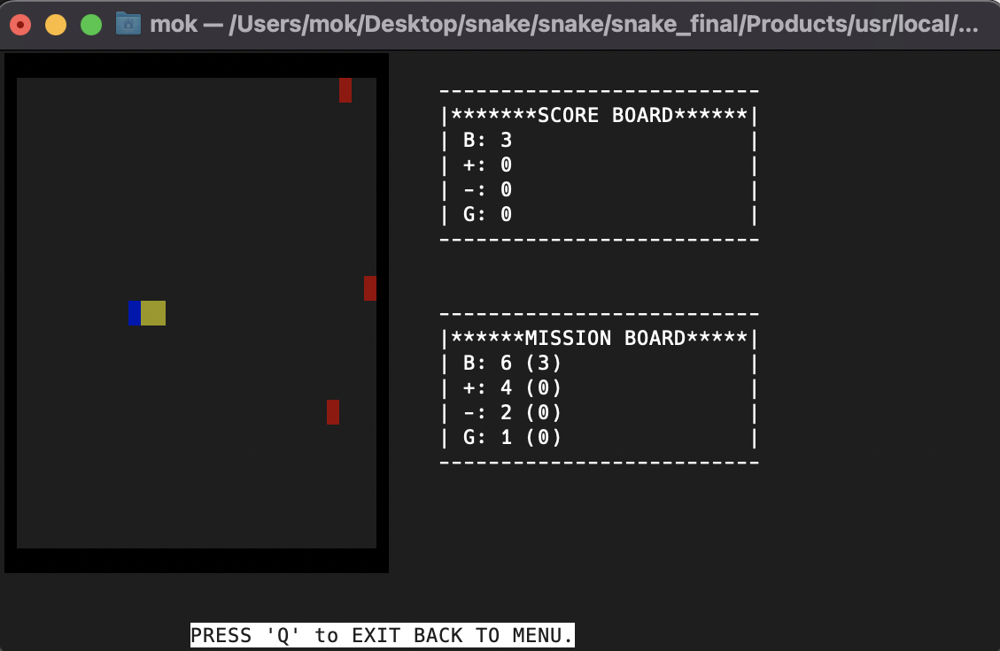 mok — /Users/mok/Desktop/snake/snake/snake_final/Products/usr/local/...
--------------------------
|*******SCORE BOARD******|
| B: 3 |
| +: 0 |
| -: 0 |
| G: 0 |
--------------------------
--------------------------
|******MISSION BOARD*****|
| B: 6 (3) |
| +: 4 (0) |
| -: 2 (0) |
| G: 1 (0) |
--------------------------
PRESS 'Q' to EXIT BACK TO MENU.